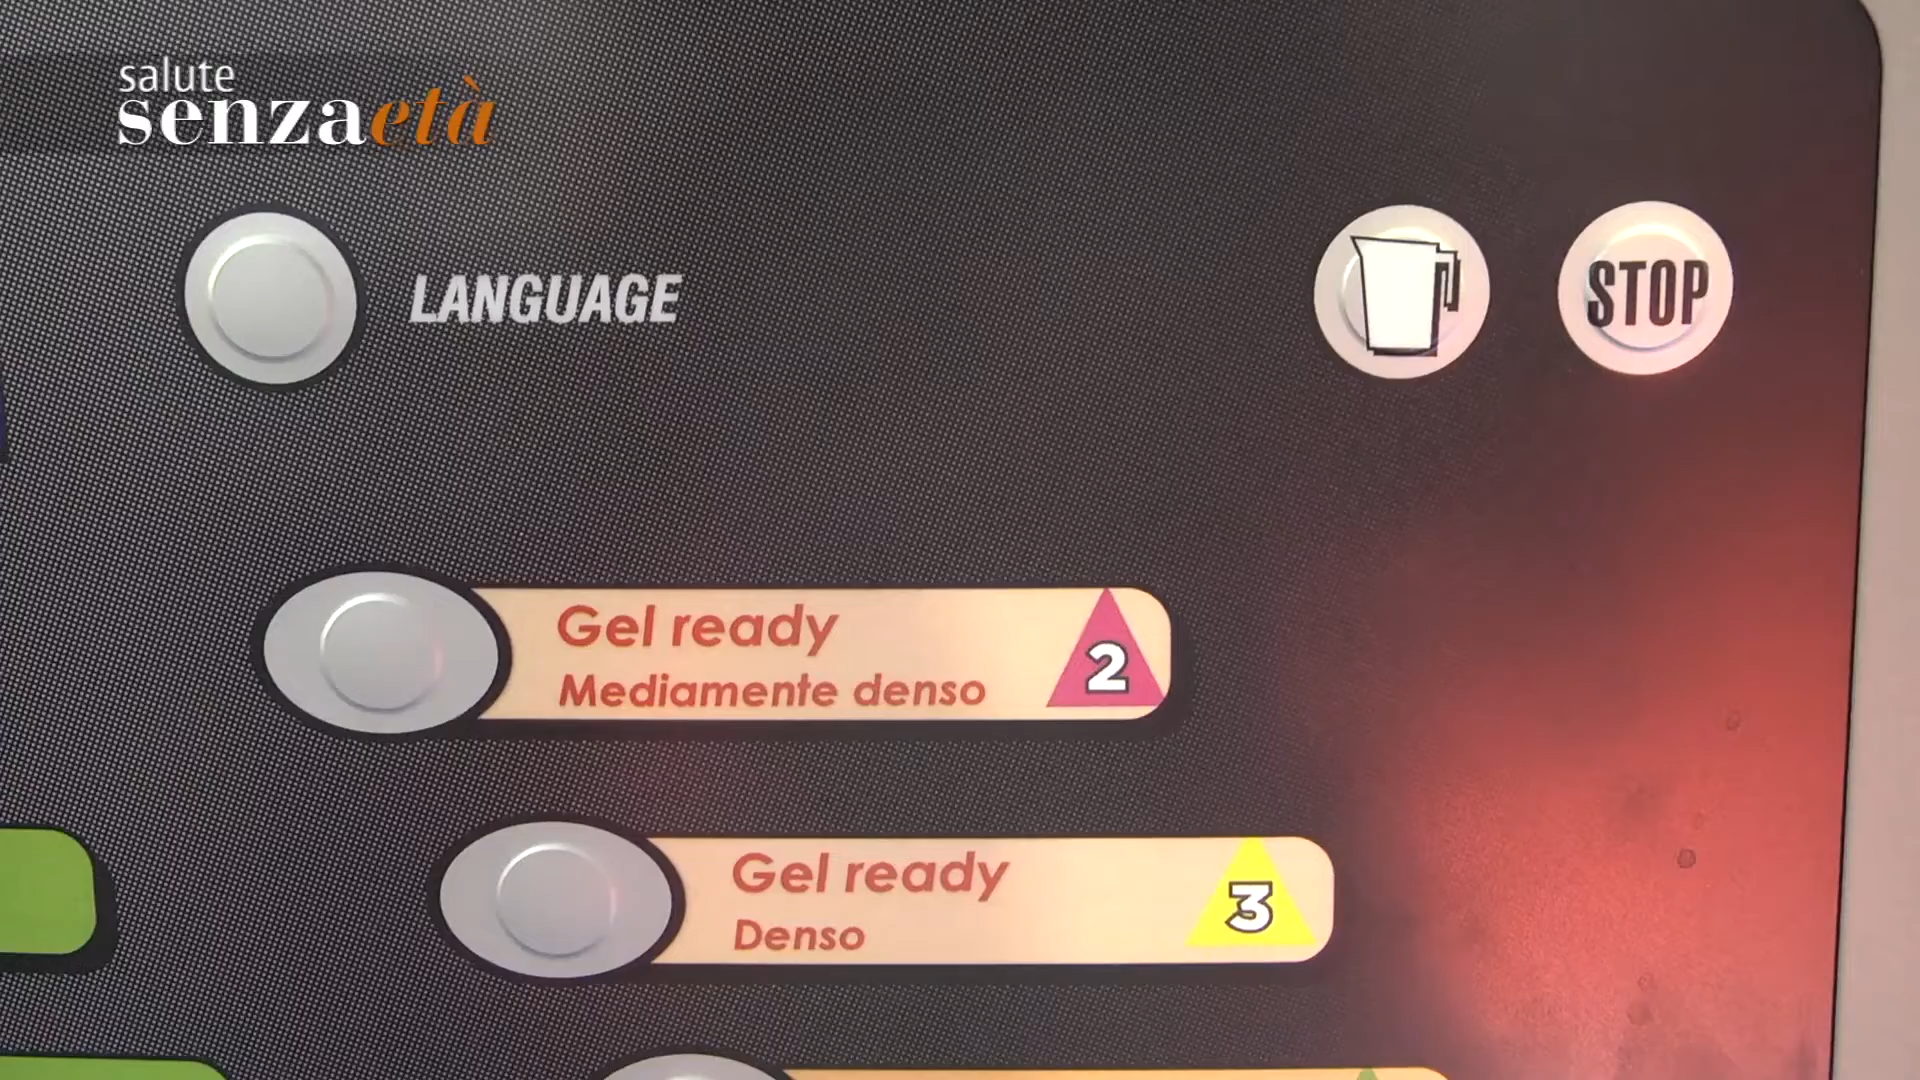 salute
senzaetà
LANGUAGE
STOP
Gel ready
Mediamente denso
2
Gel ready
Denso
3